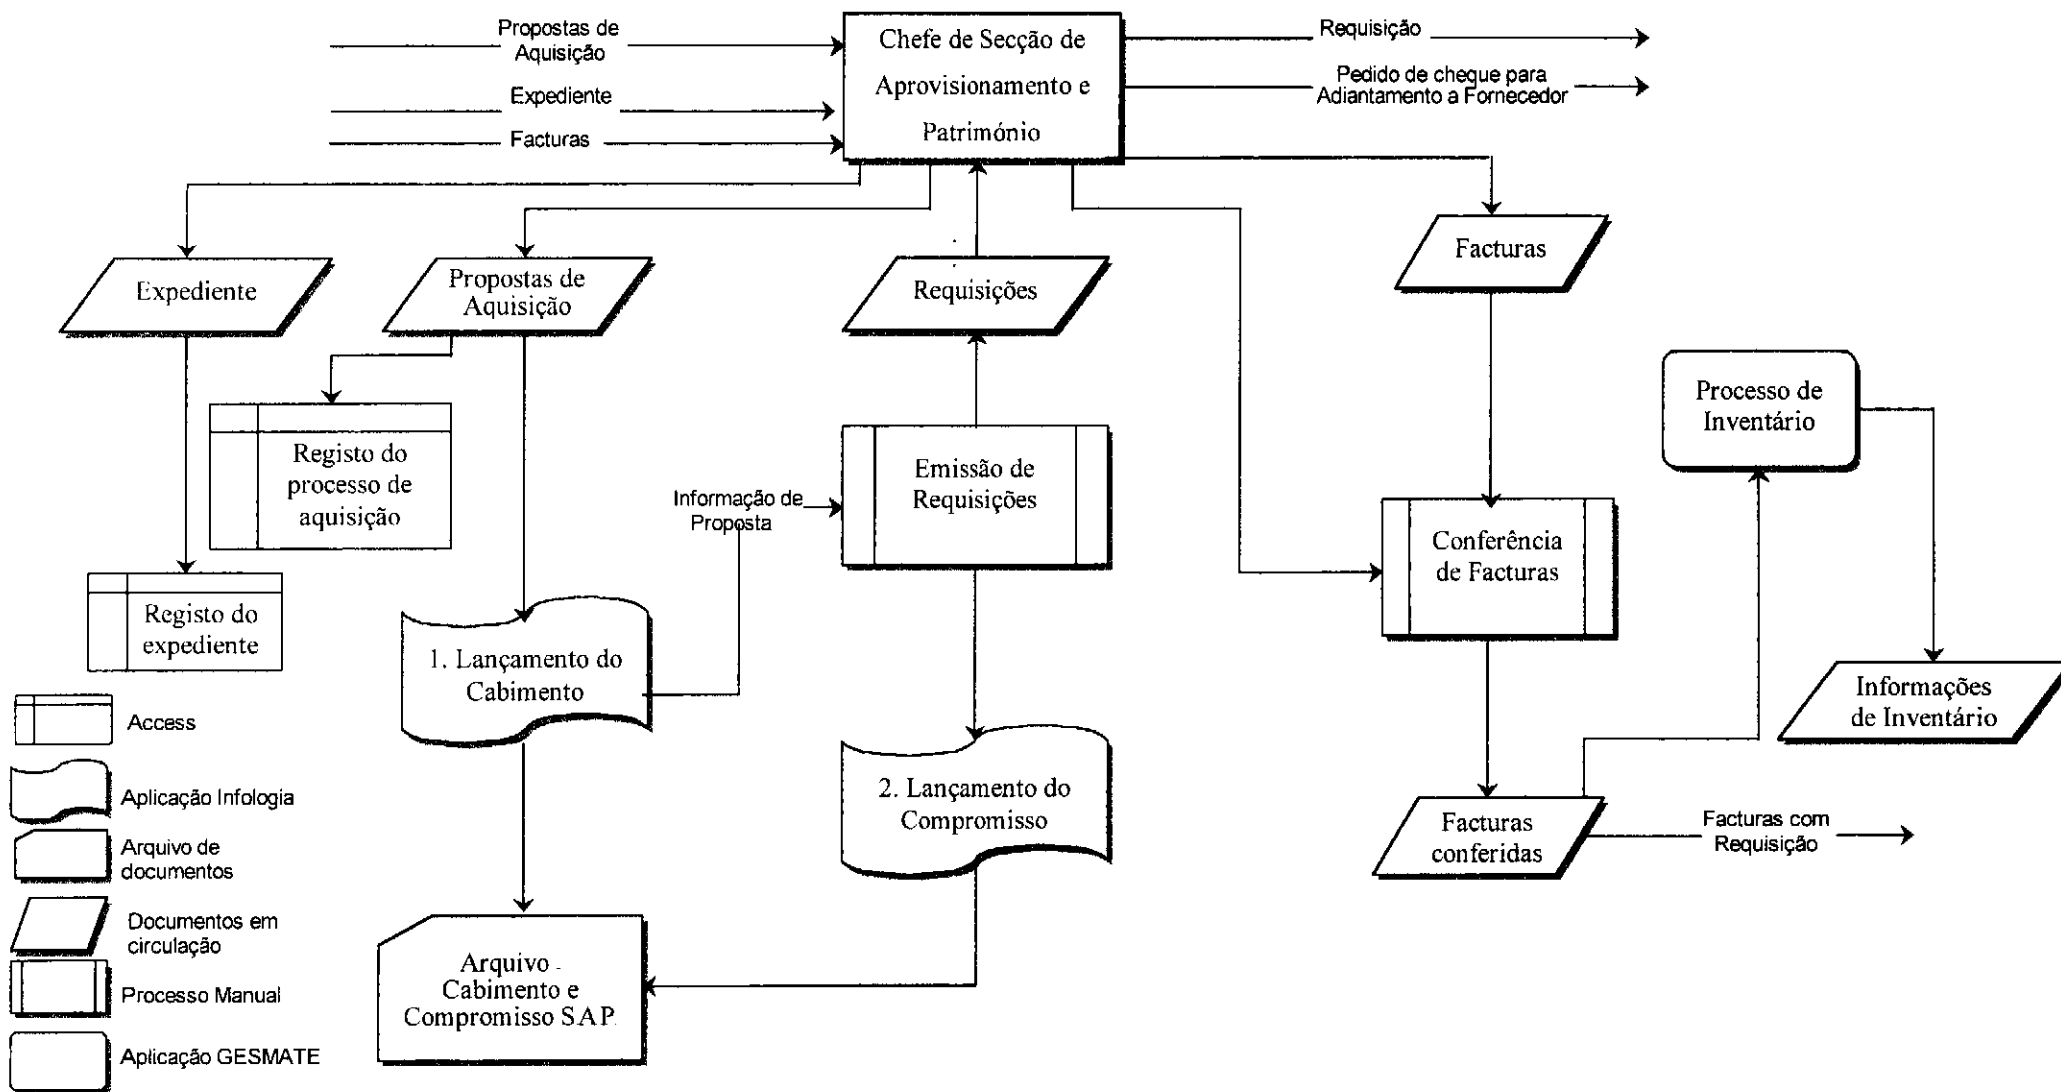 Propostas de
Aquisição
Expediente
Facturas
Chefe de Secção de
Aprovisionamento e
Património
Requisição
Pedido de cheque para
Adiantamento a Fornecedor
Expediente
Propostas de
Aquisição
Requisições
Facturas
Registo do
processo de
aquisição
Informação de
Proposta
Emissão de
Requisições
Processo de
Inventário
Conferência
de Facturas
Registo do
expediente
1. Lançamento do
Cabimento
Informações
de Inventário
2. Lançamento do
Compromisso
Facturas
conferidas
Facturas com
Requisição
Arquivo -
Cabimento e
Compromisso SAP
Access
Aplicação Infologia
Arquivo de
documentos
Documentos em
circulação
Processo Manual
Aplicação GESMATE